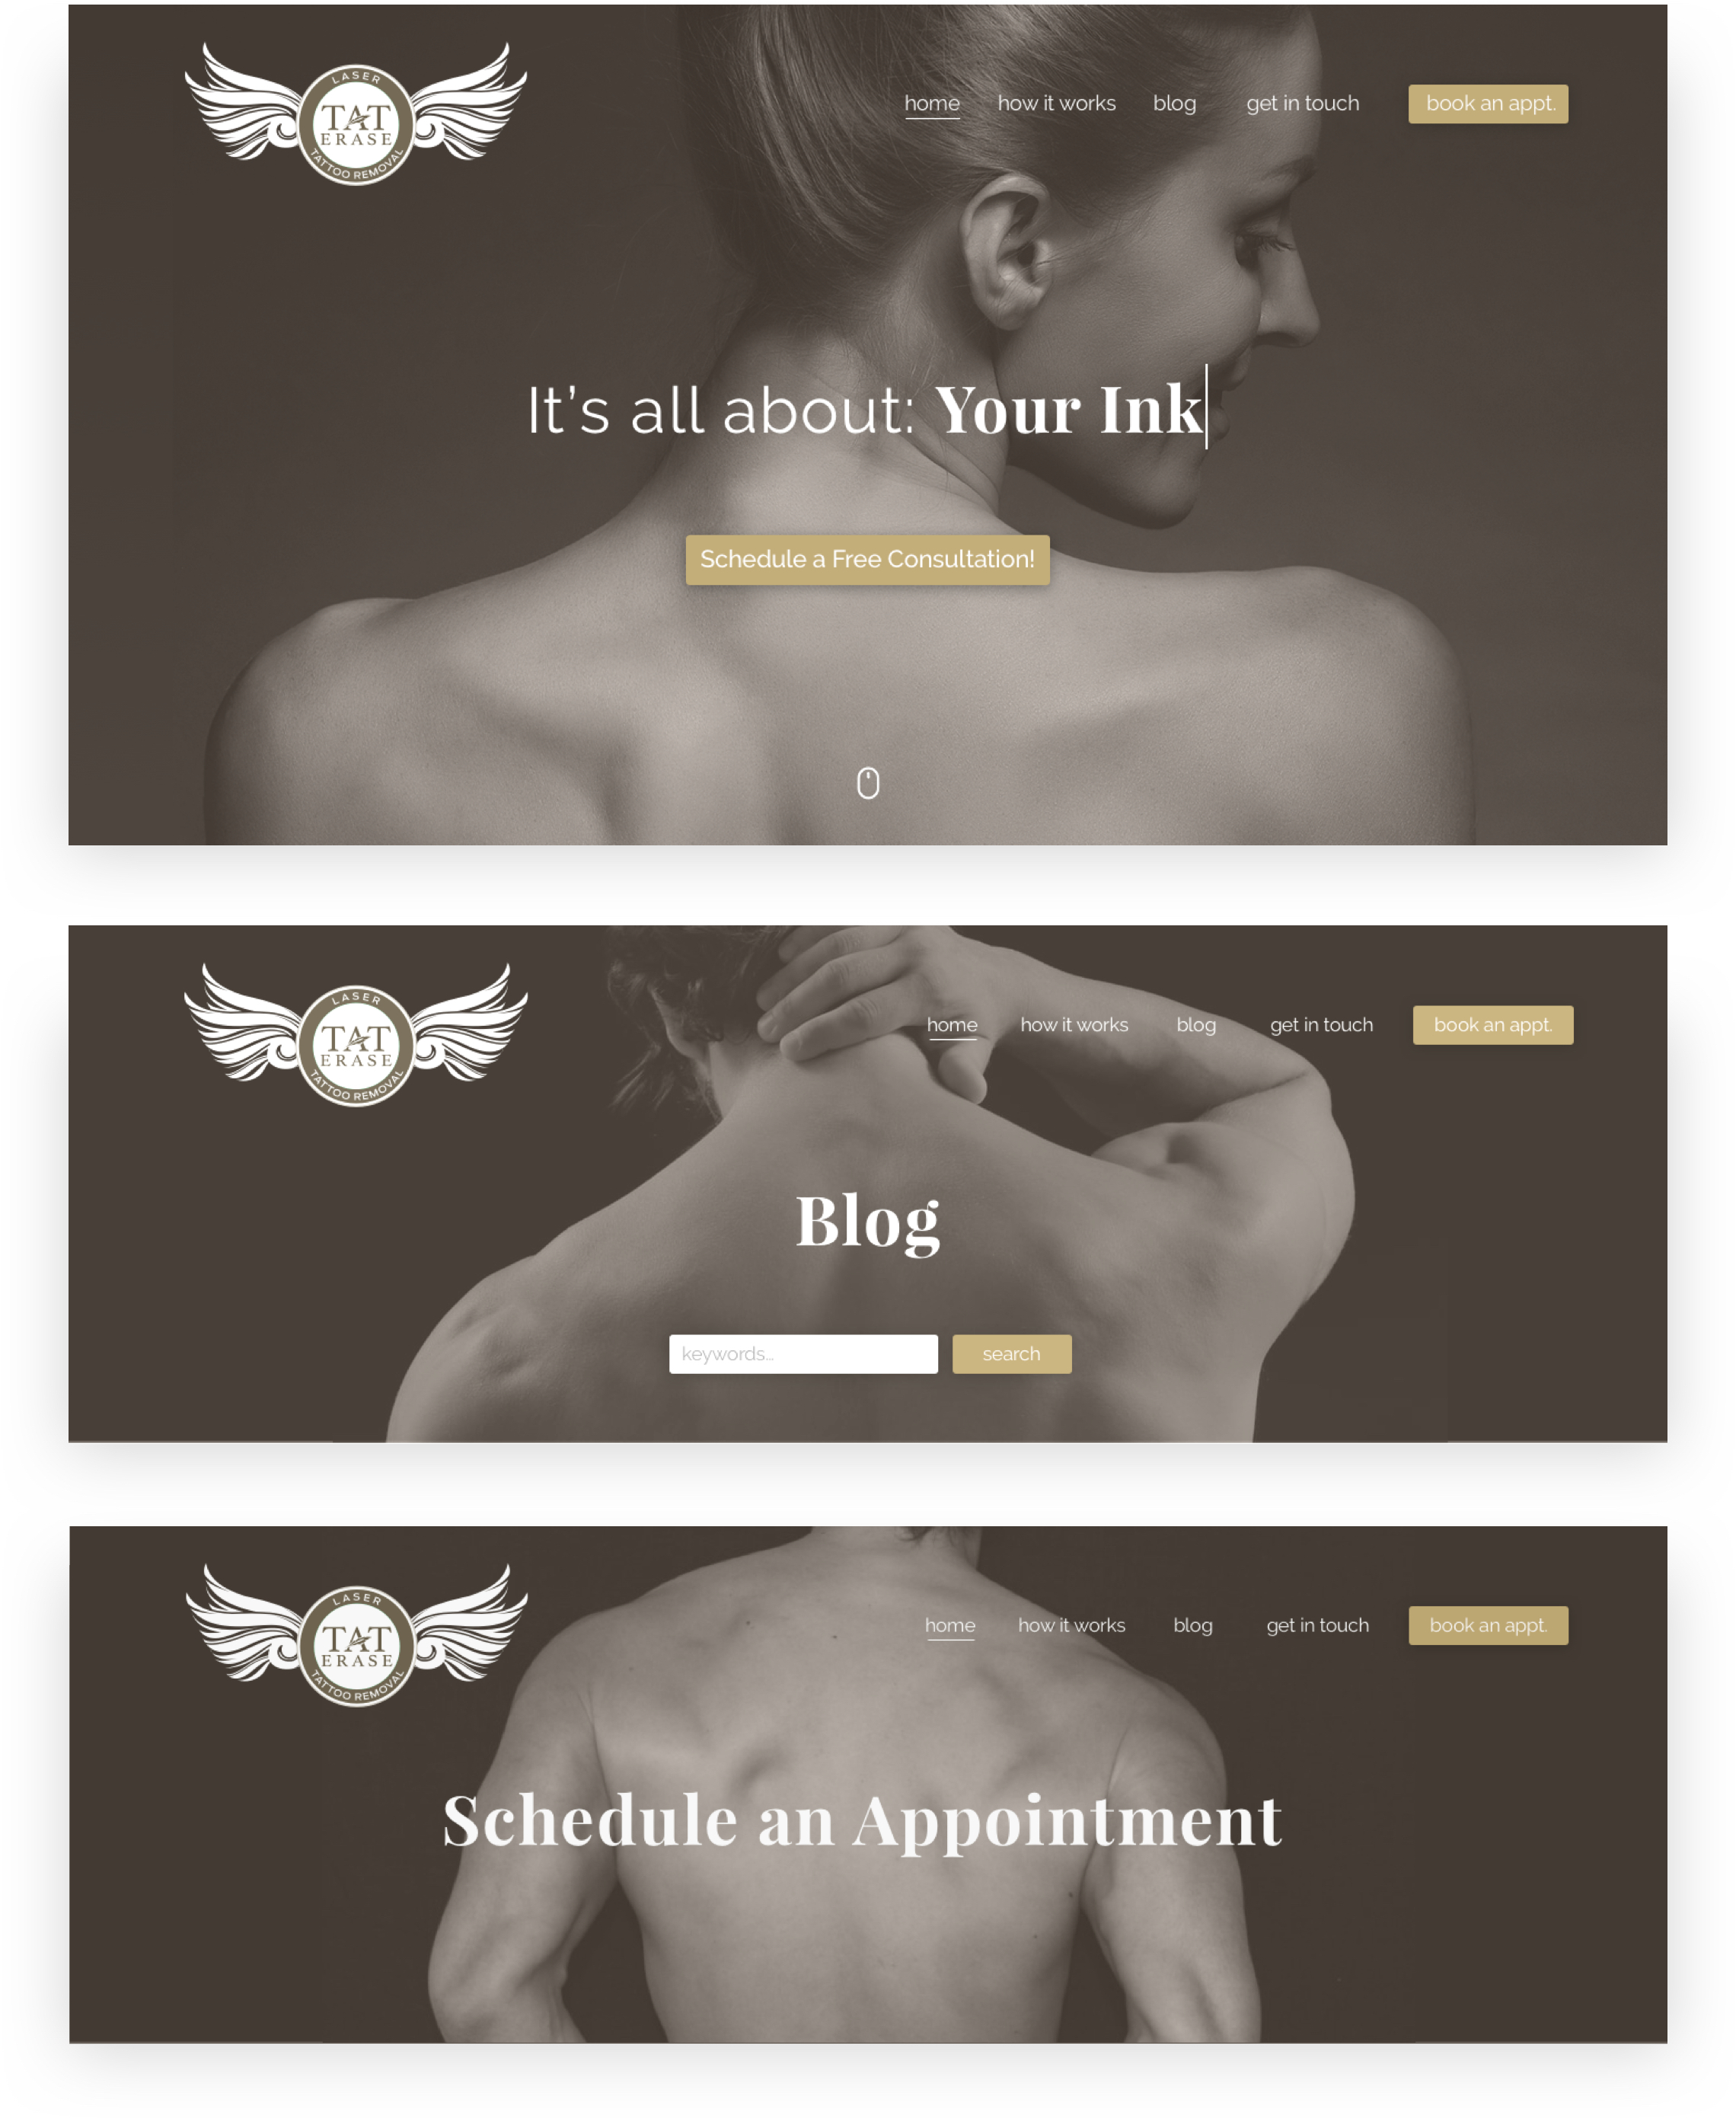 LASER
TAT
ERASE
TATTOO REMOVAL
home how it works blog get in touch book an appt.
It's all about: Your Ink
Schedule a Free Consultation!
LASER
TAT
ERASE
TATTOO REMOVAL
home how it works blog get in touch book an appt.
Blog
keywords... search
LASER
TAT
ERASE
TATTOO REMOVAL
home how it works blog get in touch book an appt.
Schedule an Appointment